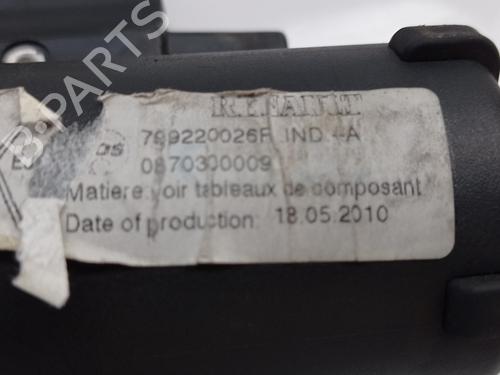 RENAULT
799220026R IND.-A
0870300009
Matiere voir tableaux de composant
Date of production: 18.05.2010
B-PARTS